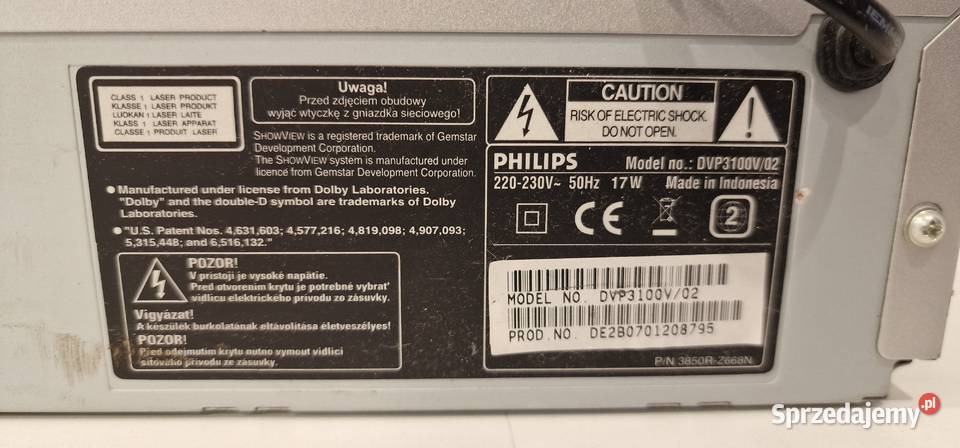 CLASS 1 LASER PRODUCT
KLASSE 1 LASER PRODUKT
LUOKAN 1 LASER LAITE
KLASS 1 LASER APPARAT
CLASSE 1 PRODUIT LASER
Uwaga!
Przed zdjęciem obudowy
wyjąć wtyczkę z gniazdka sieciowego!
SHOWVIEW is a registered trademark of Gemstar
Development Corporation.
The SHOWVIEW system is manufactured under
licence from Gemstar Development Corporation.
● Manufactured under license from Dolby Laboratories.
"Dolby" and the double-D symbol are trademarks of Dolby
Laboratories.
● "U.S. Patent Nos. 4,631,603; 4,577,216; 4,819,098; 4,907,093;
5,315,448; and 6,516,132."
POZOR!
V prístoji je vysoké napätie.
Pred otvorením krytu je potrebné vybrať
vidlicu elektrického prívodu zo zásuvky.
Vigyázat!
A készülek burkolatának eltávolítása életveszélyes!
POZOR!
Před odejmutím krytu nutno vymout vidlici
síťového přívodu ze zásuvky.
CAUTION
RISK OF ELECTRIC SHOCK.
DO NOT OPEN.
PHILIPS Model no.: DVP3100V/02
220-230V~ 50Hz 17W Made in Indonesia
CE
2
MODEL NO. DVP3100V/02
PROD NO. DE2B0701208795
P/N 3850R-Z668N
Sprzedajemy.pl